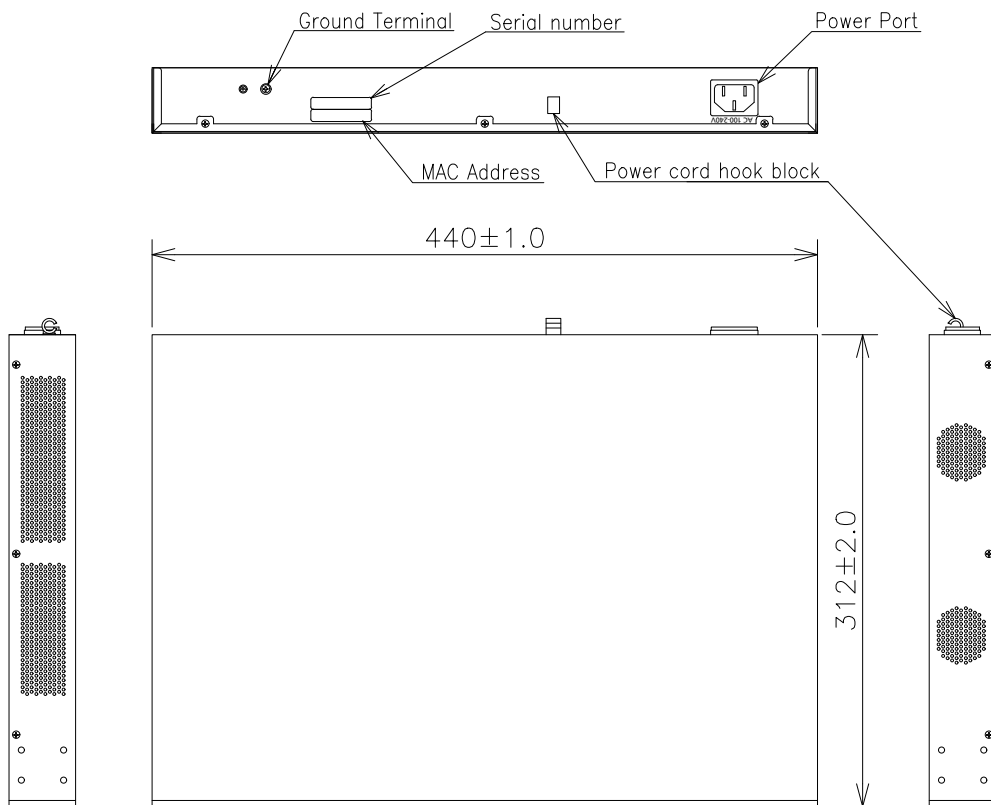 Ground Terminal
Serial number
Power Port
AC 100-240V
MAC Address
Power cord hook block
440±1.0
312±2.0